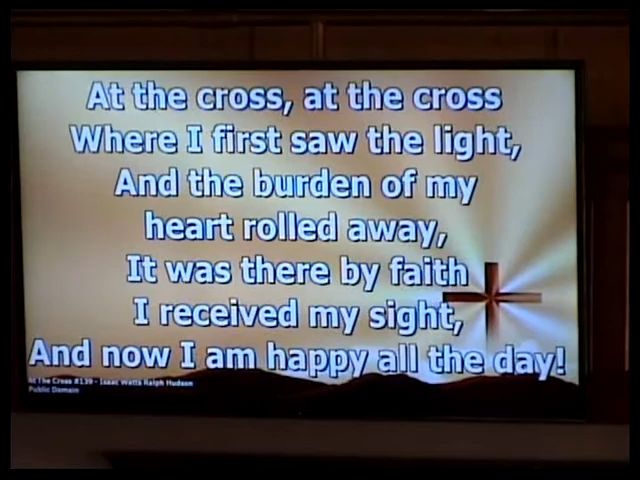 At the cross, at the cross
Where I first saw the light,
And the burden of my
heart rolled away,
It was there by faith
I received my sight,
And now I am happy all the day!
At The Cross #139 - Isaac Watts Ralph Hudson
Public Domain